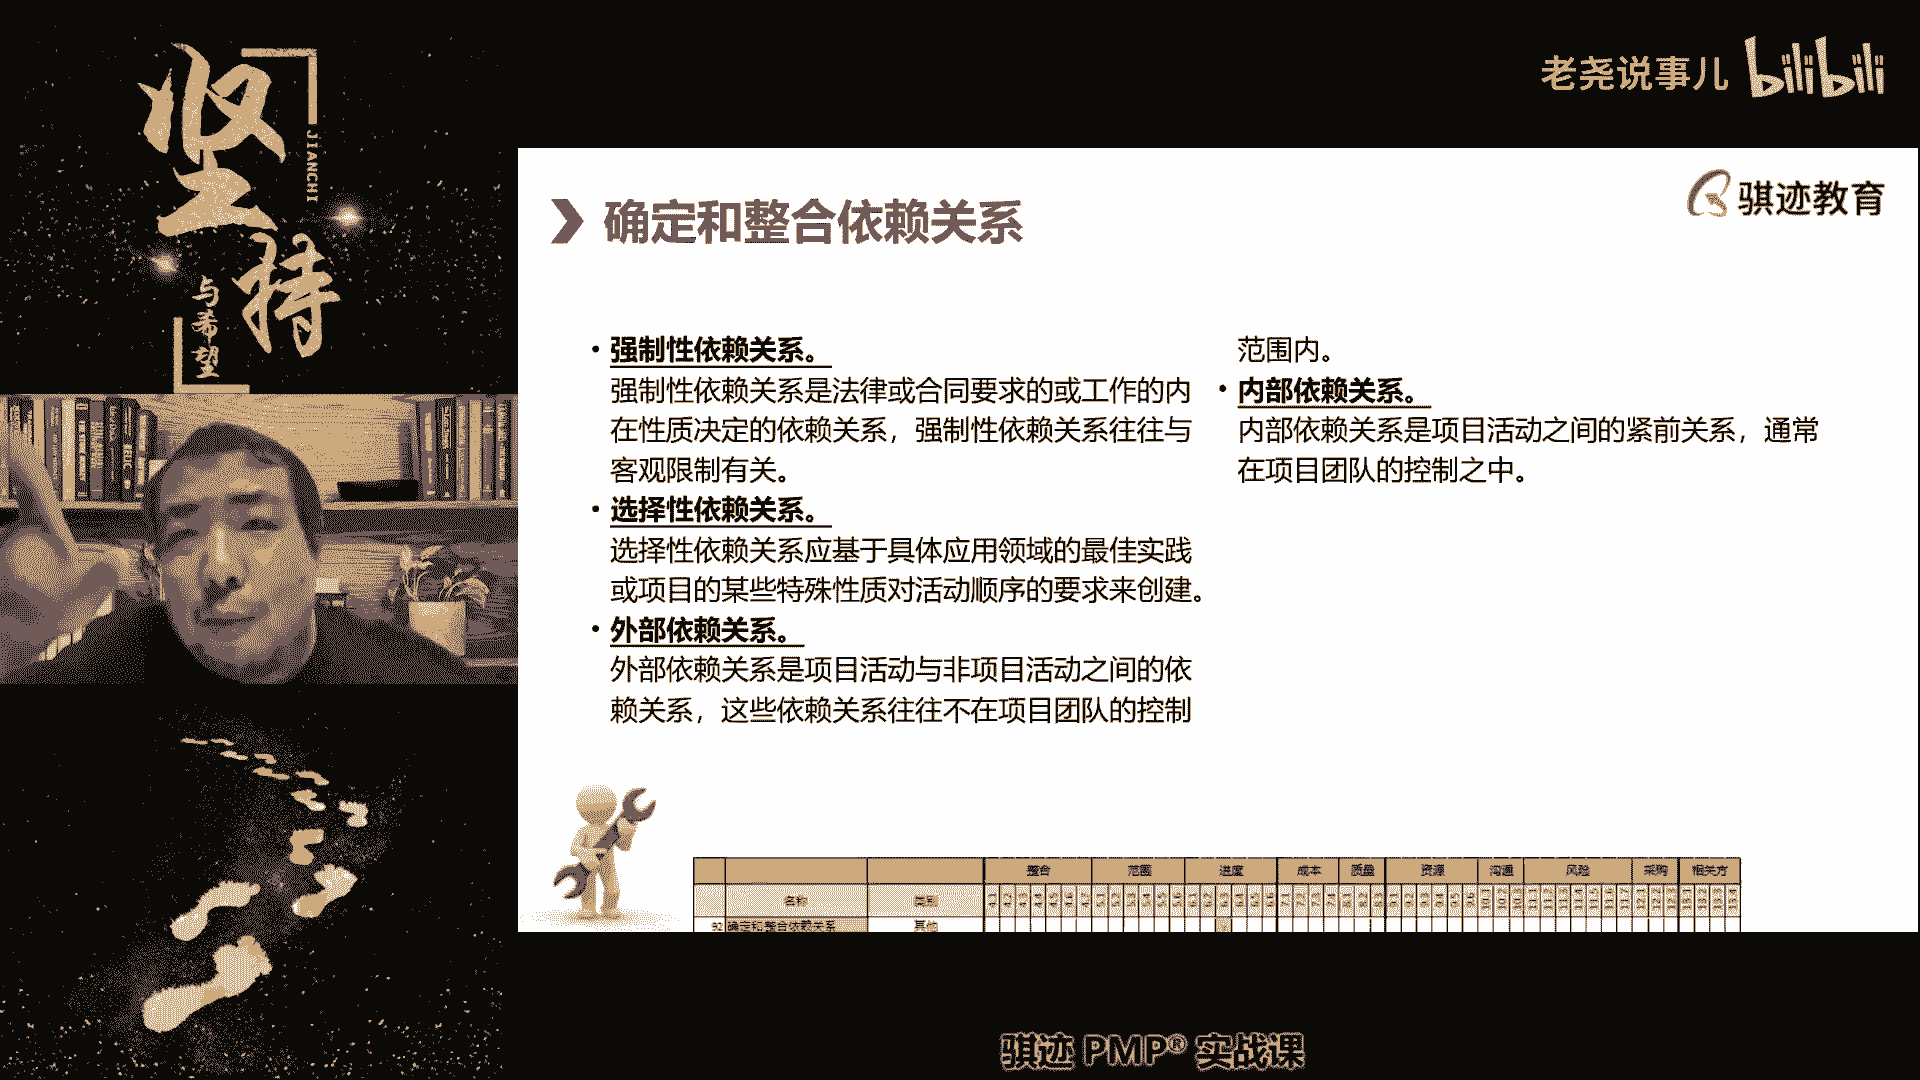 坚持
JIANCHI
与希望
老尧说事儿 bilibili
骐迹教育
确定和整合依赖关系
• 强制性依赖关系。
强制性依赖关系是法律或合同要求的或工作的内
在性质决定的依赖关系，强制性依赖关系往往与
客观限制有关。
• 选择性依赖关系。
选择性依赖关系应基于具体应用领域的最佳实践
或项目的某些特殊性质对活动顺序的要求来创建。
• 外部依赖关系。
外部依赖关系是项目活动与非项目活动之间的依
赖关系，这些依赖关系往往不在项目团队的控制
范围内。
• 内部依赖关系。
内部依赖关系是项目活动之间的紧前关系，通常
在项目团队的控制之中。
整合 范围 进度 成本 质量 资源 沟通 风险 采购 相关方
名称 类别
92 确定和整合依赖关系 其他
骐迹 PMP® 实战课